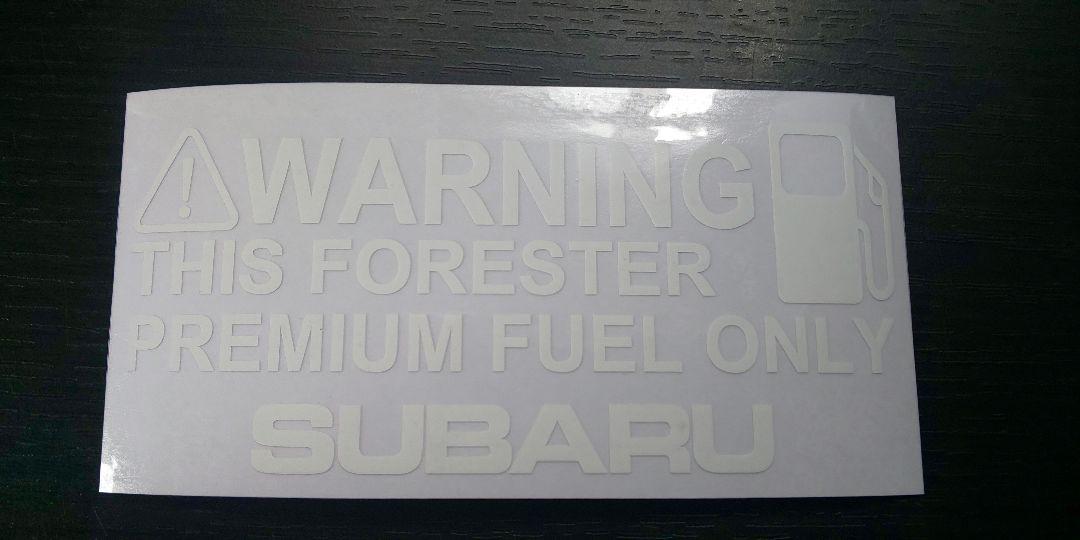 WARNING
THIS FORESTER
PREMIUM FUEL ONLY
SUBARU